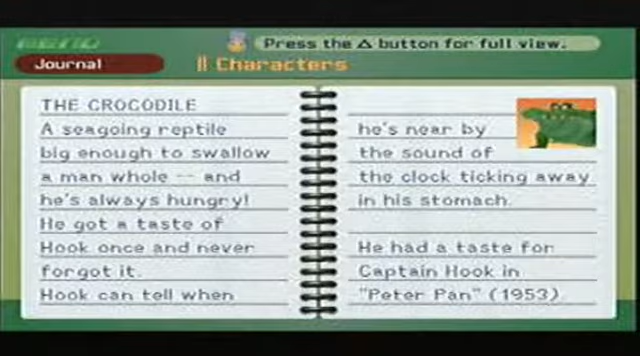 MENU
Press the △ button for full view.
Journal
Characters
THE CROCODILE
A seagoing reptile
big enough to swallow
a man whole -- and
he's always hungry!
He got a taste of
Hook once and never
forgot it.
Hook can tell when
he's near by
the sound of
the clock ticking away
in his stomach.
He had a taste for
Captain Hook in
"Peter Pan" (1953).